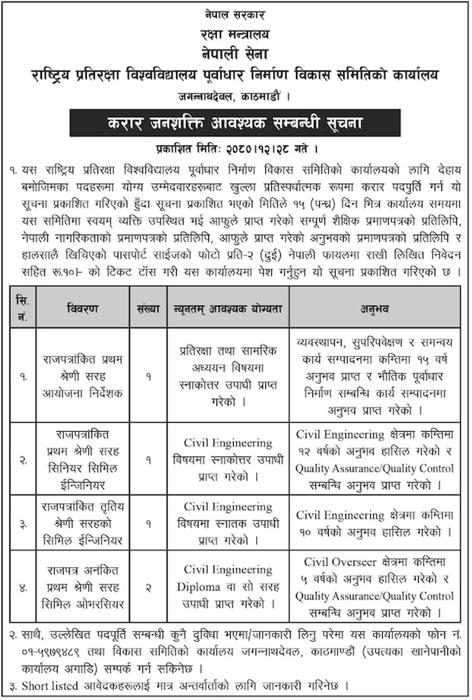 नेपाल सरकार
रक्षा मन्त्रालय
नेपाली सेना
राष्ट्रिय प्रतिरक्षा विश्वविद्यालय पूर्वाधार निर्माण विकास समितिको कार्यालय
जगन्नाथदेवल, काठमाडौं ।
करार जनशक्ति आवश्यक सम्बन्धी सूचना
प्रकाशित मितिः २०८०।१२।२८ गते ।
१. यस राष्ट्रिय प्रतिरक्षा विश्वविद्यालय पूर्वाधार निर्माण विकास समितिको कार्यालयको लागि देहाय
बमोजिमका पदहरूमा योग्य उम्मेदवारहरूबाट खुल्ला प्रतिस्पर्धात्मक रूपमा करार पदपुर्ति गर्न यो
सूचना प्रकाशित गरिएको हुँदा सूचना प्रकाशित भएको मितिले १५ (पन्ध्र) दिन भित्र कार्यालय समयमा
यस समितिमा स्वयम् व्यक्ति उपस्थित भई आफुले प्राप्त गरेको सम्पूर्ण शैक्षिक प्रमाणपत्रको प्रतिलिपि,
नेपाली नागरिकताको प्रमाणपत्रको प्रतिलिपि, आफुले प्राप्त गरेको अनुभवको प्रमाणपत्रको प्रतिलिपि र
हालसालै खिचिएको पासपोर्ट साईजको फोटो प्रति-२ (दुई) नेपाली फायलमा राखी लिखित निवेदन
सहित रू.१०।- को टिकट टाँस गरी यस कार्यालयमा पेश गर्नुहुन यो सूचना प्रकाशित गरिएको छ ।
सि. नं. विवरण संख्या न्यूनतम् आवश्यक योग्यता अनुभव
१. राजपत्रांकित प्रथम श्रेणी सरह आयोजना निर्देशक १ प्रतिरक्षा तथा सामरिक अध्ययन विषयमा स्नाकोत्तर उपाधी प्राप्त गरेको । व्यवस्थापन, सुपरिपवेक्षण र समन्वय कार्य सम्पादनमा कम्तिमा १५ वर्ष अनुभव प्राप्त र भौतिक पूर्वाधार निर्माण सम्बन्धि कार्य सम्पादनमा अनुभव प्राप्त गरेको ।
२. राजपत्रांकित प्रथम श्रेणी सरह सिनियर सिभिल ईन्जिनियर १ Civil Engineering विषयमा स्नाकोत्तर उपाधी प्राप्त गरेको । Civil Engineering क्षेत्रमा कम्तिमा १२ वर्षको अनुभव हासिल गरेको र Quality Assurance/Quality Control सम्बन्धि अनुभव प्राप्त गरेको ।
३. राजपत्रांकित तृतिय श्रेणी सरहको सिभिल ईन्जिनियर १ Civil Engineering विषयमा स्नातक उपाधी प्राप्त गरेको । Civil Engineering क्षेत्रमा कम्तिमा १० वर्षको अनुभव हासिल गरेको ।
४. राजपत्र अनंकित प्रथम श्रेणी सरह सिभिल ओभरसियर २ Civil Engineering Diploma वा सो सरह उपाधी प्राप्त गरेको । Civil Overseer क्षेत्रमा कम्तिमा ५ वर्षको अनुभव हासिल गरेको र Quality Assurance/Quality Control सम्बन्धि अनुभव प्राप्त गरेको ।
२. साथै, उल्लेखित पदपूर्ति सम्बन्धी कुनै दुविधा भएमा/जानकारी लिनु परेमा यस कार्यालयको फोन नं.
०१-५९७९४८९ तथा विकास समितिको कार्यालय जगन्नाथदेवल, काठमाण्डौ (उपत्यका खानेपानीको
कार्यालय अगाडि) सम्पर्क गर्न सकिनेछ ।
३. Short listed आवेदकहरूलाई मात्र अन्तर्वार्ताको लागि जानकारी गरिनेछ ।